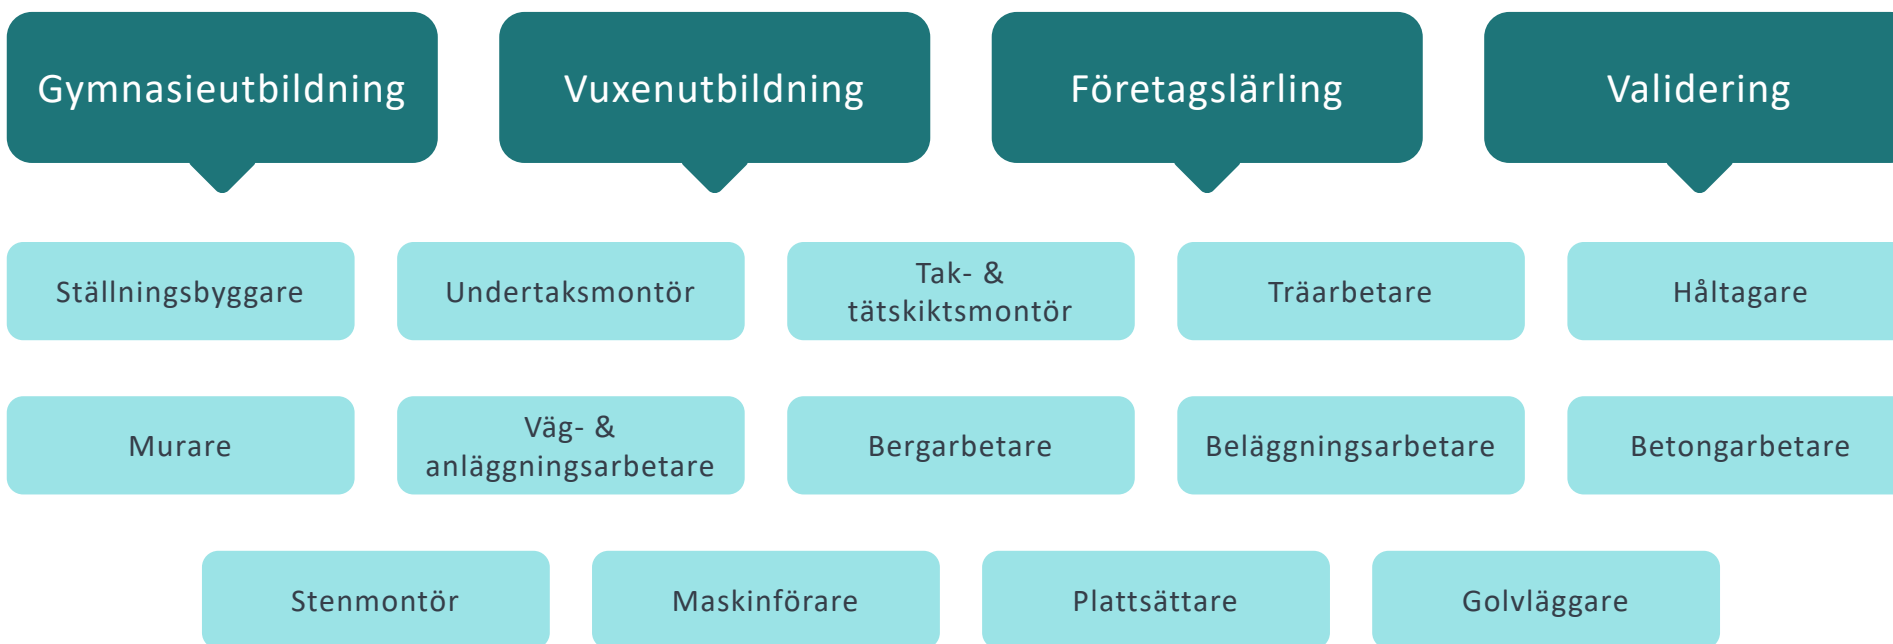 Gymnasieutbildning
Vuxenutbildning
Företagslärling
Validering
Ställningsbyggare
Undertaksmontör
Tak- &
tätskiktsmontör
Träarbetare
Håltagare
Murare
Väg- &
anläggningsarbetare
Bergarbetare
Beläggningsarbetare
Betongarbetare
Stenmontör
Maskinförare
Plattsättare
Golvläggare